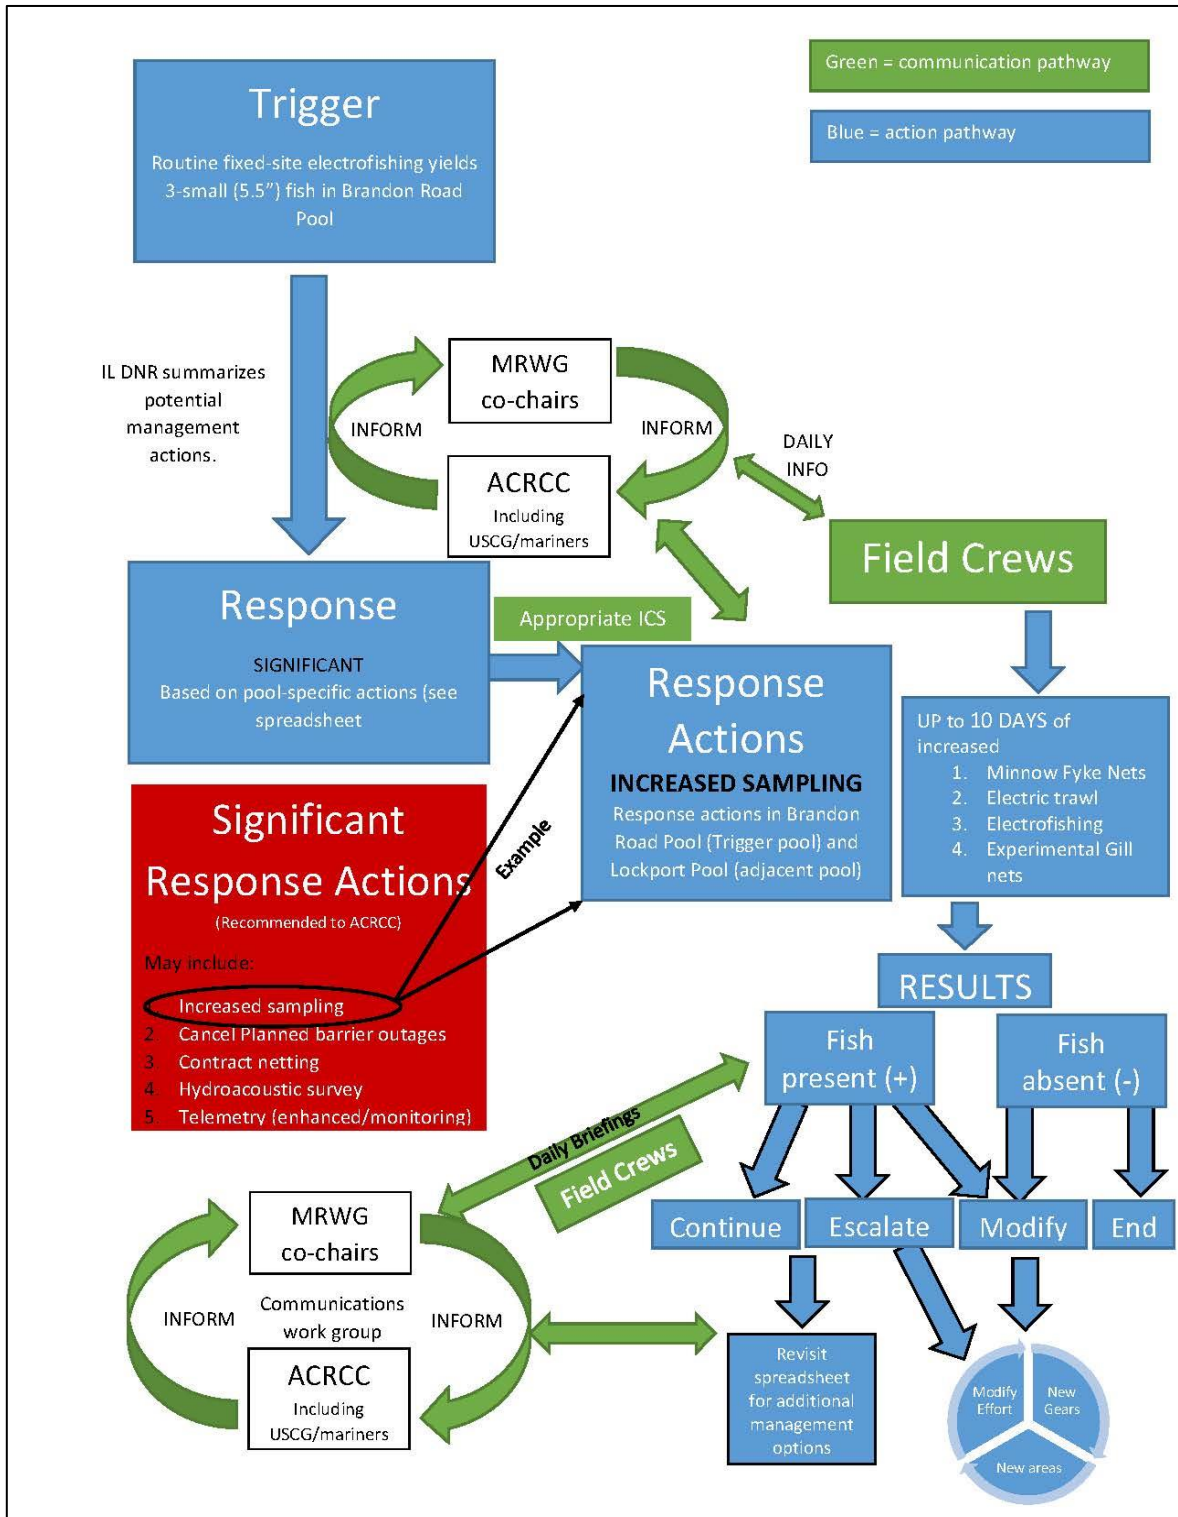 Green = communication pathway
Blue = action pathway
Trigger
Routine fixed-site electrofishing yields
3-small (5.5”) fish in Brandon Road
Pool
IL DNR summarizes
potential
management
actions.
MRWG
co-chairs
INFORM
INFORM
ACRCC
Including
USCG/mariners
DAILY
INFO
Field Crews
Response
SIGNIFICANT
Based on pool-specific actions (see
spreadsheet
Appropriate ICS
Response
Actions
INCREASED SAMPLING
Response actions in Brandon
Road Pool (Trigger pool) and
Lockport Pool (adjacent pool)
UP to 10 DAYS of
increased
1. Minnow Fyke Nets
2. Electric trawl
3. Electrofishing
4. Experimental Gill
nets
Significant
Response Actions
(Recommended to ACRCC)
May include:
Increased sampling
2. Cancel Planned barrier outages
3. Contract netting
4. Hydroacoustic survey
5. Telemetry (enhanced/monitoring)
Example
RESULTS
Fish
present (+)
Fish
absent (-)
Daily Briefings
Field Crews
Continue
Escalate
Modify
End
MRWG
co-chairs
INFORM
Communications
work group
INFORM
ACRCC
Including
USCG/mariners
Revisit
spreadsheet
for additional
management
options
Modify
Effort
New
Gears
New areas